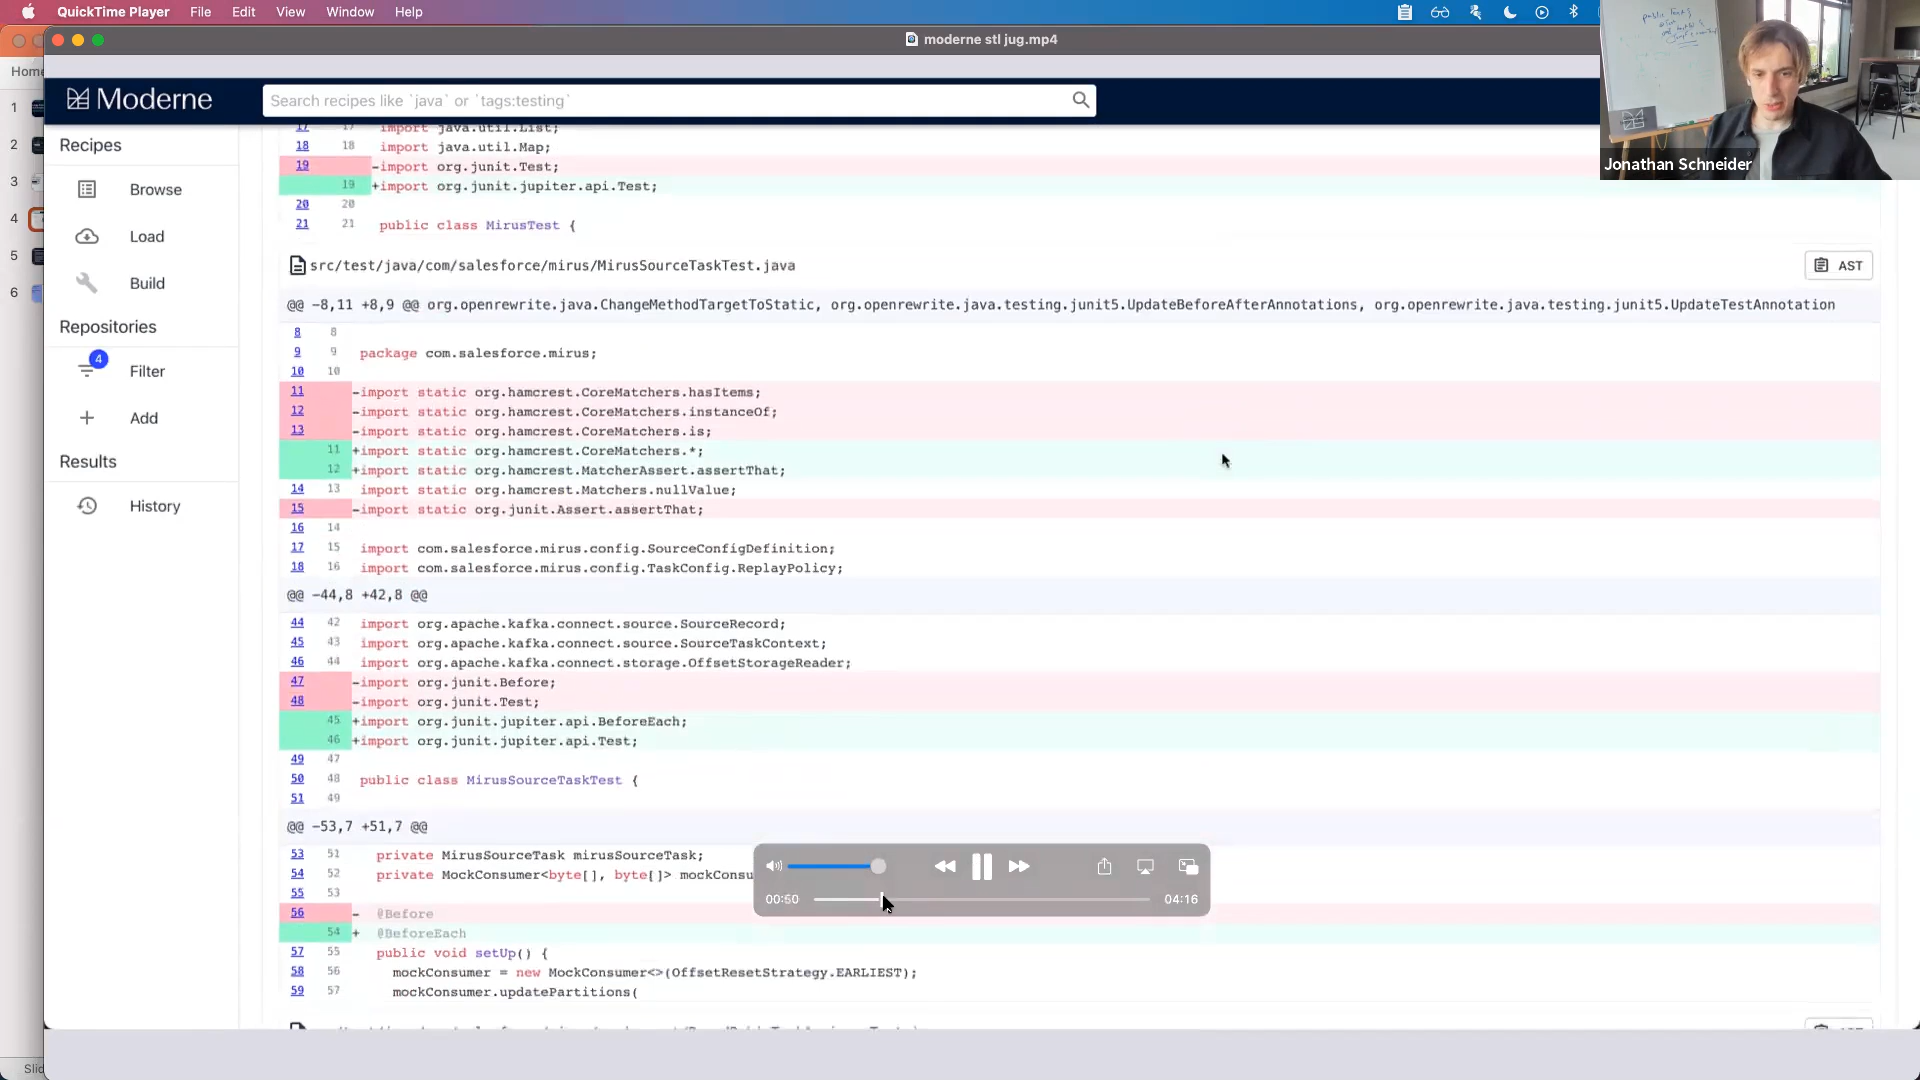 QuickTime Player File Edit View Window Help
moderne stl jug.mp4
Home
1
2
3
4
5
6
Moderne
Search recipes like `java` or `tags:testing`
Recipes
Browse
Load
Build
Repositories
4
Filter
Add
Results
History
Jonathan Schneider
17 17 import java.util.List;
18 18 import java.util.Map;
19 -import org.junit.Test;
19 +import org.junit.jupiter.api.Test;
20 20
21 21 public class MirusTest {
src/test/java/com/salesforce/mirus/MirusSourceTaskTest.java
AST
@@ -8,11 +8,9 @@ org.openrewrite.java.ChangeMethodTargetToStatic, org.openrewrite.java.testing.junit5.UpdateBeforeAfterAnnotations, org.openrewrite.java.testing.junit5.UpdateTestAnnotation
8 8
9 9 package com.salesforce.mirus;
10 10
11 -import static org.hamcrest.CoreMatchers.hasItems;
12 -import static org.hamcrest.CoreMatchers.instanceOf;
13 -import static org.hamcrest.CoreMatchers.is;
11 +import static org.hamcrest.CoreMatchers.*;
12 +import static org.hamcrest.MatcherAssert.assertThat;
14 13 import static org.hamcrest.Matchers.nullValue;
15 -import static org.junit.Assert.assertThat;
16 14
17 15 import com.salesforce.mirus.config.SourceConfigDefinition;
18 16 import com.salesforce.mirus.config.TaskConfig.ReplayPolicy;
@@ -44,8 +42,8 @@
44 42 import org.apache.kafka.connect.source.SourceRecord;
45 43 import org.apache.kafka.connect.source.SourceTaskContext;
46 44 import org.apache.kafka.connect.storage.OffsetStorageReader;
47 -import org.junit.Before;
48 -import org.junit.Test;
45 +import org.junit.jupiter.api.BeforeEach;
46 +import org.junit.jupiter.api.Test;
49 47
50 48 public class MirusSourceTaskTest {
51 49
@@ -53,7 +51,7 @@
53 51 private MirusSourceTask mirusSourceTask;
54 52 private MockConsumer<byte[], byte[]> mockConsu
55 53
56 - @Before
54 + @BeforeEach
57 55 public void setUp() {
58 56 mockConsumer = new MockConsumer<>(OffsetResetStrategy.EARLIEST);
59 57 mockConsumer.updatePartitions(
00:50
04:16